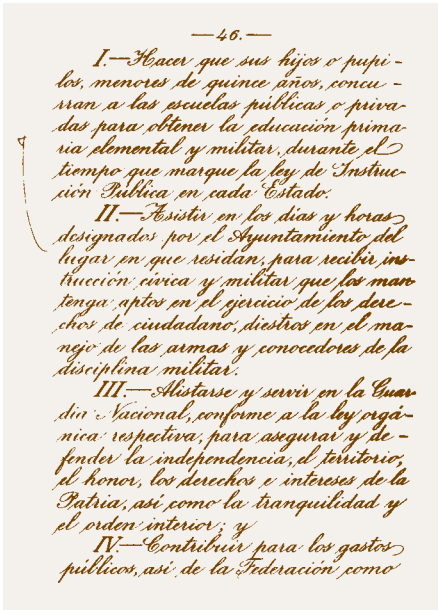 —46.—
I.—Hacer que sus hijos o pupi-
los, menores de quince años, concu-
rran a las escuelas públicas o priva-
das para obtener la educación prima-
ria elemental y militar, durante el
tiempo que marque la ley de Instruc-
ción Pública en cada Estado.
II.—Asistir en los días y horas
designados por el Ayuntamiento del
lugar en que residan, para recibir ins-
trucción cívica y militar que los man-
tenga aptos en el ejercicio de los dere-
chos de ciudadano, diestros en el ma-
nejo de las armas y conocedores de la
disciplina militar.
III.—Alistarse y servir en la Guar-
dia Nacional, conforme a la ley orgá-
nica respectiva, para asegurar y de-
fender la independencia, el territorio,
el honor, los derechos e intereses de la
Patria, así como la tranquilidad y
el orden interior; y
IV.—Contribuir para los gastos
públicos, así de la Federación como